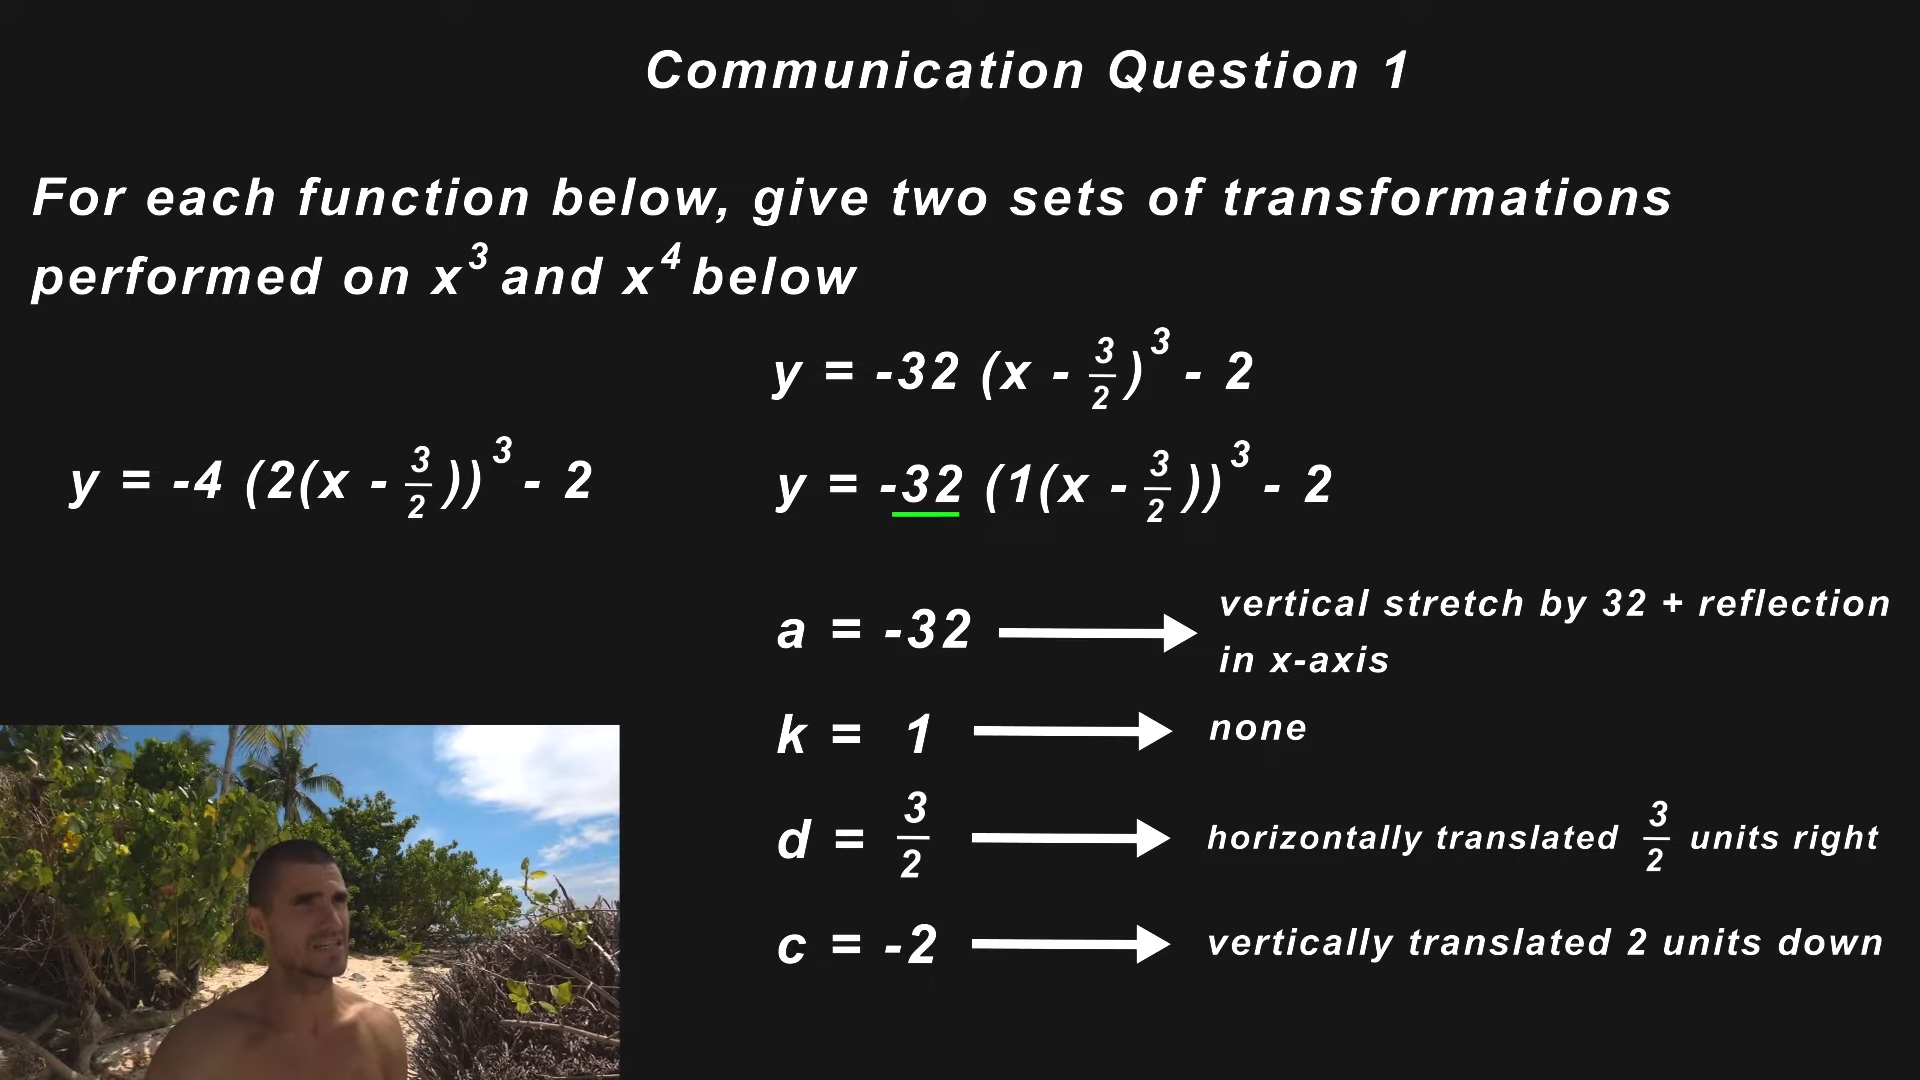 Communication Question 1
For each function below, give two sets of transformations
performed on x³ and x⁴ below
y = -32 (x - 3/2)³ - 2
y = -4 (2(x - 3/2))³ - 2
y = -32 (1(x - 3/2))³ - 2
a = -32 → vertical stretch by 32 + reflection
in x-axis
k = 1 → none
d = 3/2 → horizontally translated 3/2 units right
c = -2 → vertically translated 2 units down